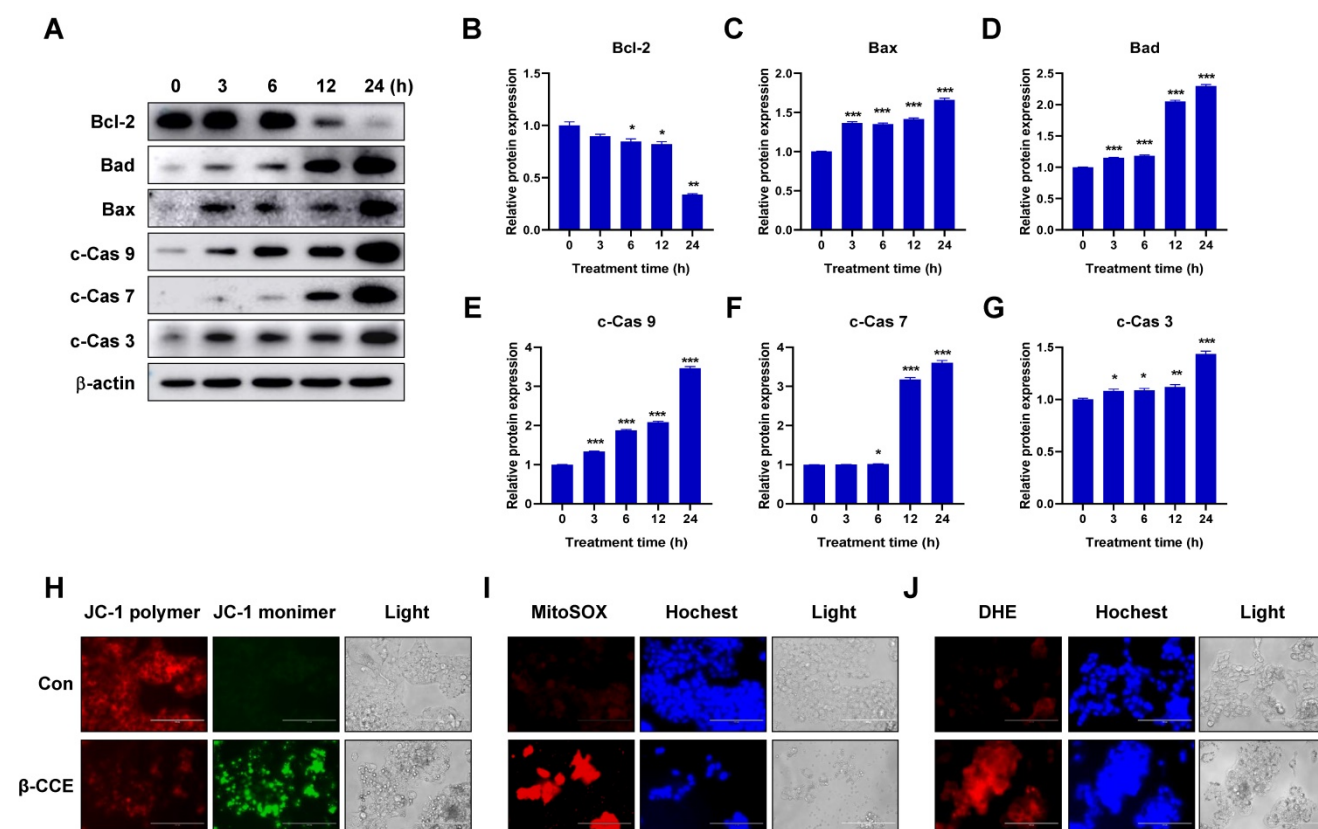 A
0 3 6 12 24 (h)
Bcl-2
Bad
Bax
c-Cas 9
c-Cas 7
c-Cas 3
β-actin
B
Bcl-2
Relative protein expression
1.5
1.0
0.5
0.0
* * **
0 3 6 12 24
Treatment time (h)
C
Bax
Relative protein expression
2.0
1.5
1.0
0.5
0.0
*** *** *** ***
0 3 6 12 24
Treatment time (h)
D
Bad
Relative protein expression
2.5
2.0
1.5
1.0
0.5
0.0
*** *** *** ***
0 3 6 12 24
Treatment time (h)
E
c-Cas 9
Relative protein expression
4
3
2
1
0
*** *** *** ***
0 3 6 12 24
Treatment time (h)
F
c-Cas 7
Relative protein expression
4
3
2
1
0
* *** ***
0 3 6 12 24
Treatment time (h)
G
c-Cas 3
Relative protein expression
1.5
1.0
0.5
0.0
* * ** ***
0 3 6 12 24
Treatment time (h)
H
JC-1 polymer JC-1 monimer Light
Con
β-CCE
I
MitoSOX Hochest Light
J
DHE Hochest Light